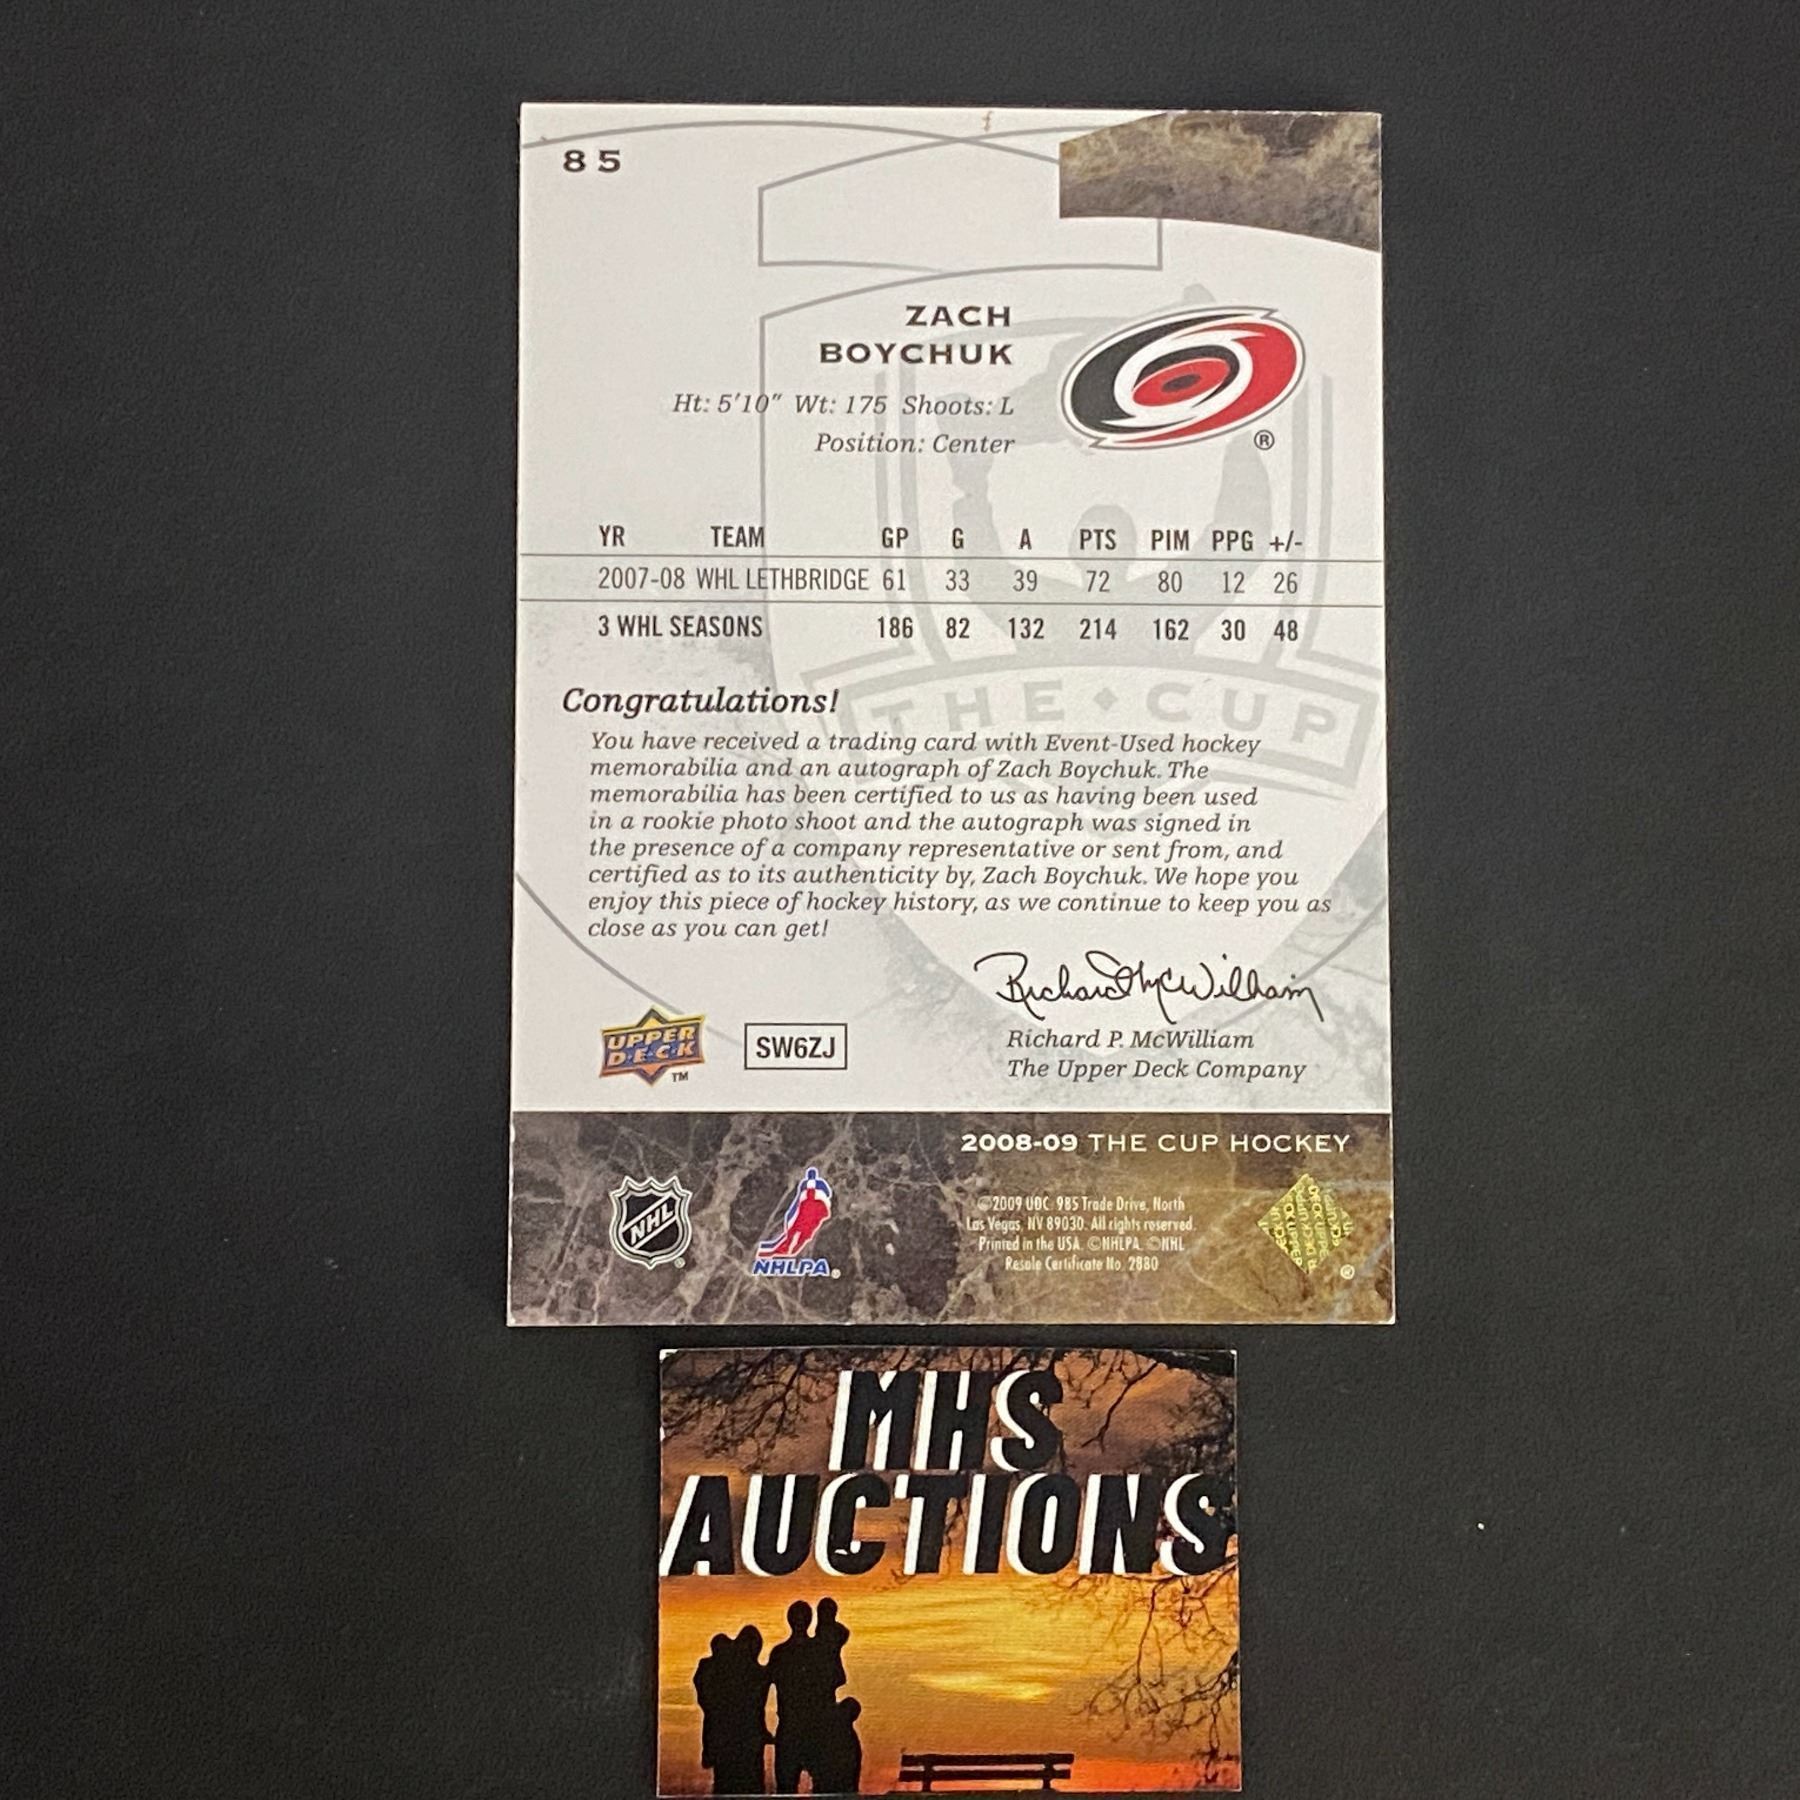 85
ZACH
BOYCHUK
Ht: 5'10" Wt: 175 Shoots: L
Position: Center
®
YR TEAM GP G A PTS PIM PPG +/-
2007-08 WHL LETHBRIDGE 61 33 39 72 80 12 26
3 WHL SEASONS 186 82 132 214 162 30 48
THE CUP
Congratulations!
You have received a trading card with Event-Used hockey
memorabilia and an autograph of Zach Boychuk. The
memorabilia has been certified to us as having been used
in a rookie photo shoot and the autograph was signed in
the presence of a company representative or sent from, and
certified as to its authenticity by, Zach Boychuk. We hope you
enjoy this piece of hockey history, as we continue to keep you as
close as you can get!
Richard McWilliam
Richard P. McWilliam
The Upper Deck Company
UPPER
DECK
TM
SW6ZJ
2008-09 THE CUP HOCKEY
NHL
NHLPA®
©2009 UDC. 985 Trade Drive, North
Las Vegas, NV 89030. All rights reserved.
Printed in the USA. ©NHLPA. ©NHL
Resale Certificate No. 2880
®
MHS
AUCTIONS